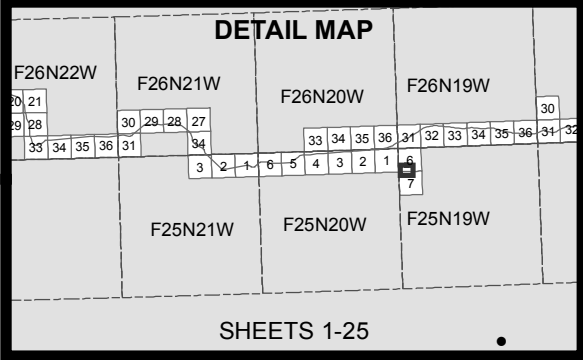 DETAIL MAP
F26N22W
F26N21W
F26N20W
F26N19W
20 21
29 28
33 34 35 36 31
30 29 28 27
34
3 2 1 6 5 4 3 2 1 6
33 34 35 36 31 32 33 34 35 36 31 32
30
7
F25N21W
F25N20W
F25N19W
SHEETS 1-25